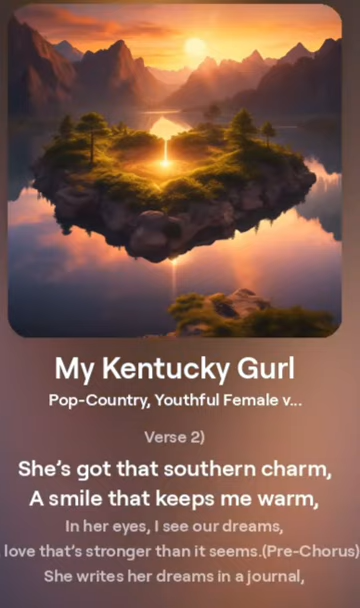 My Kentucky Gurl
Pop-Country, Youthful Female v...
Verse 2)
She's got that southern charm,
A smile that keeps me warm,
In her eyes, I see our dreams,
love that's stronger than it seems.(Pre-Chorus)
She writes her dreams in a journal,